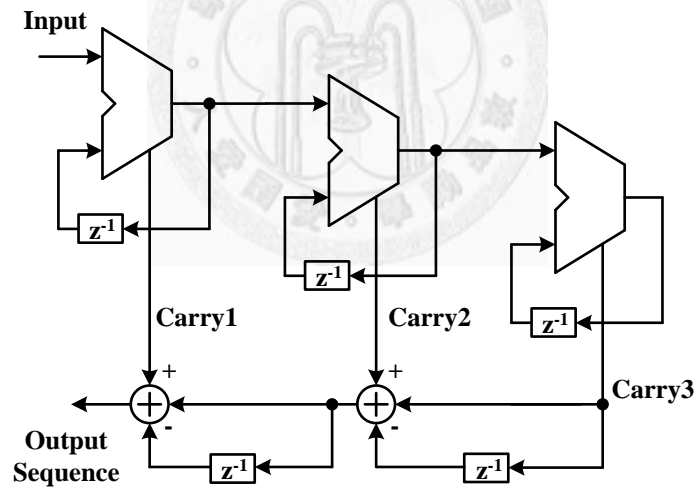 Input
z-1
z-1
z-1
Carry1
Carry2
Carry3
+
+
+
+
-
-
Output
Sequence
z-1
z-1